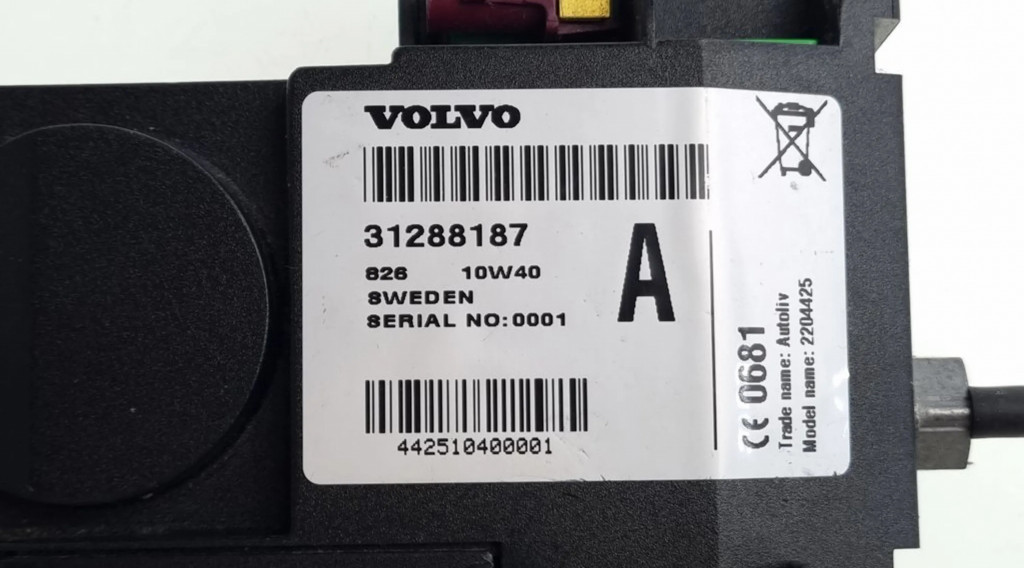 VOLVO
31288187
826 10W40
SWEDEN
SERIAL NO:0001
A
442510400001
CE 0681
Trade name: Autoliv
Model name: 2204425